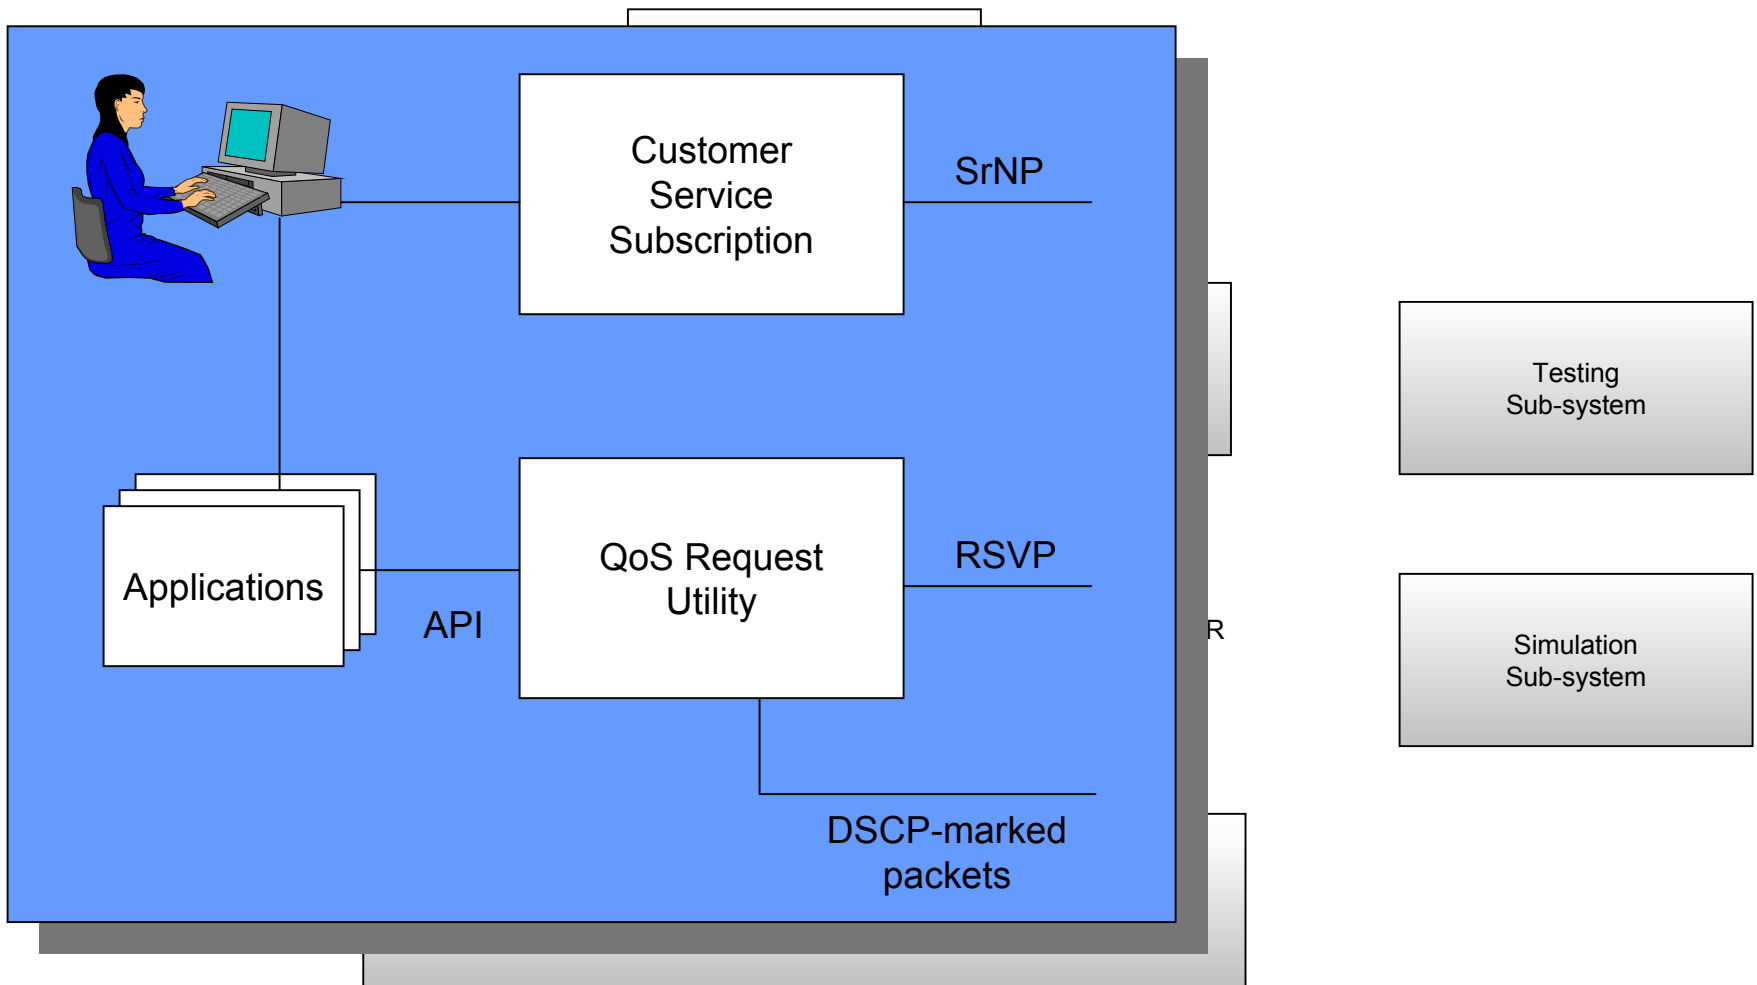 Customer
Service
Subscription
SrNP
Testing
Sub-system
Applications
API
QoS Request
Utility
RSVP
R
Simulation
Sub-system
DSCP-marked
packets